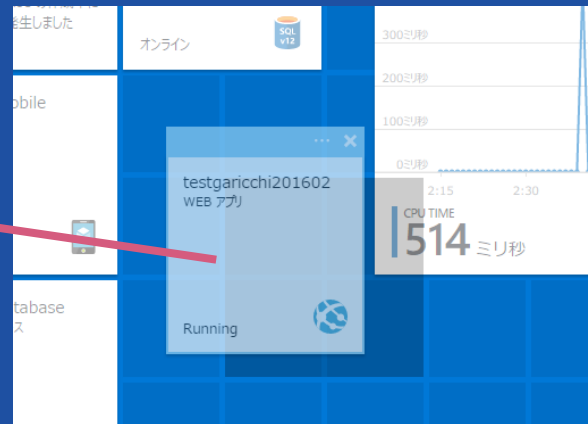 発生しました
オンライン
SQL
v12
300ミリ秒
200ミリ秒
100ミリ秒
0ミリ秒
2:15
2:30
CPU TIME
514 ミリ秒
obile
testgaricchi201602
WEB アプリ
Running
tabase
ス